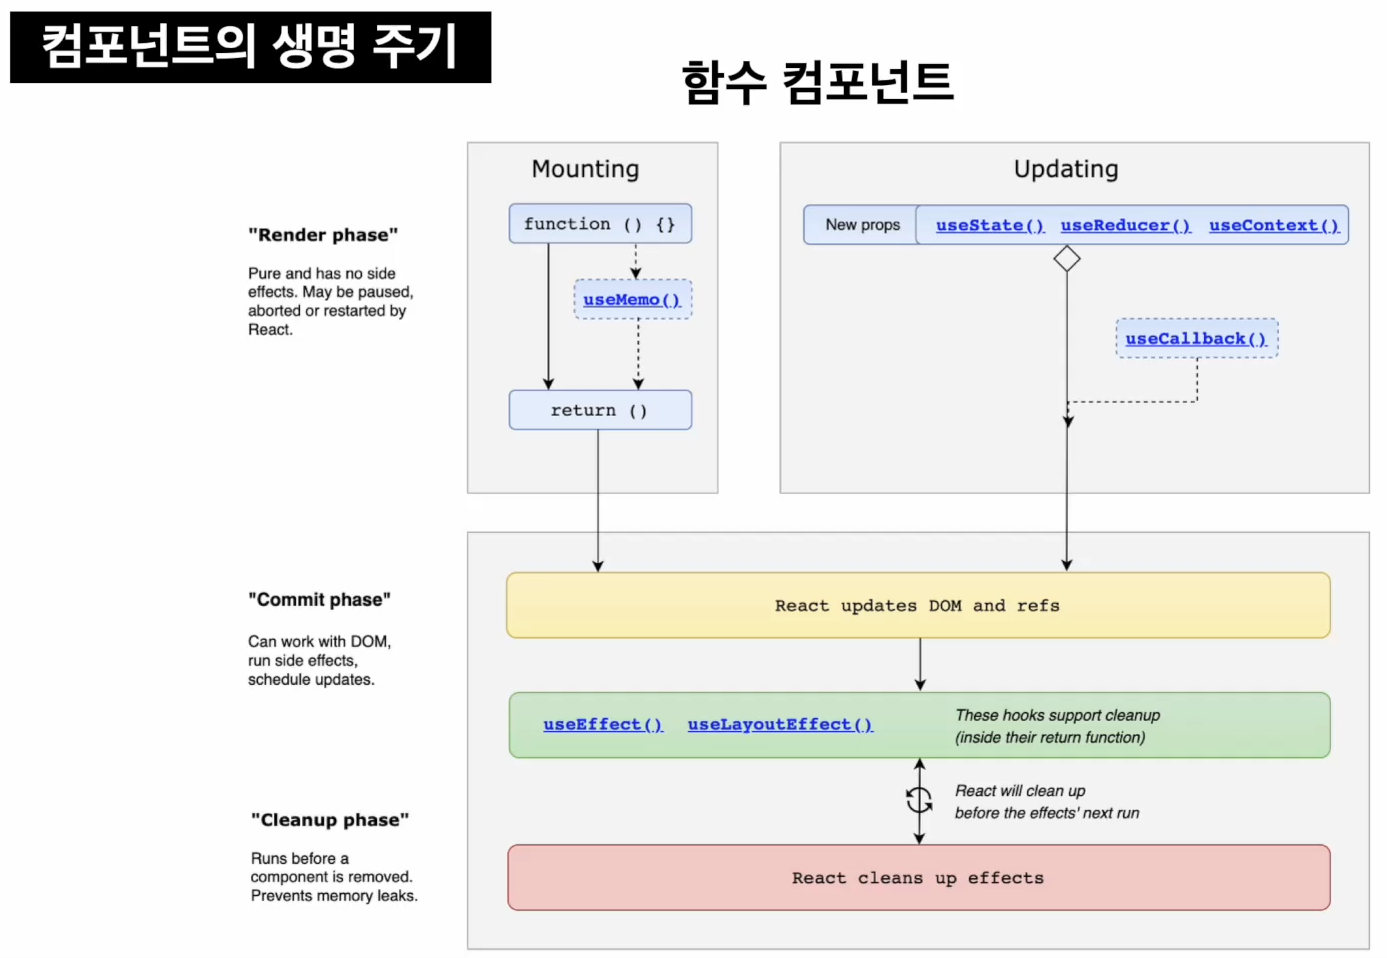 컴포넌트의 생명 주기
함수 컴포넌트
Mounting
Updating
"Render phase"
Pure and has no side
effects. May be paused,
aborted or restarted by
React.
function () {}
useMemo()
return ()
New props
useState() useReducer() useContext()
useCallback()
"Commit phase"
Can work with DOM,
run side effects,
schedule updates.
React updates DOM and refs
useEffect() useLayoutEffect()
These hooks support cleanup
(inside their return function)
React will clean up
before the effects' next run
"Cleanup phase"
Runs before a
component is removed.
Prevents memory leaks.
React cleans up effects